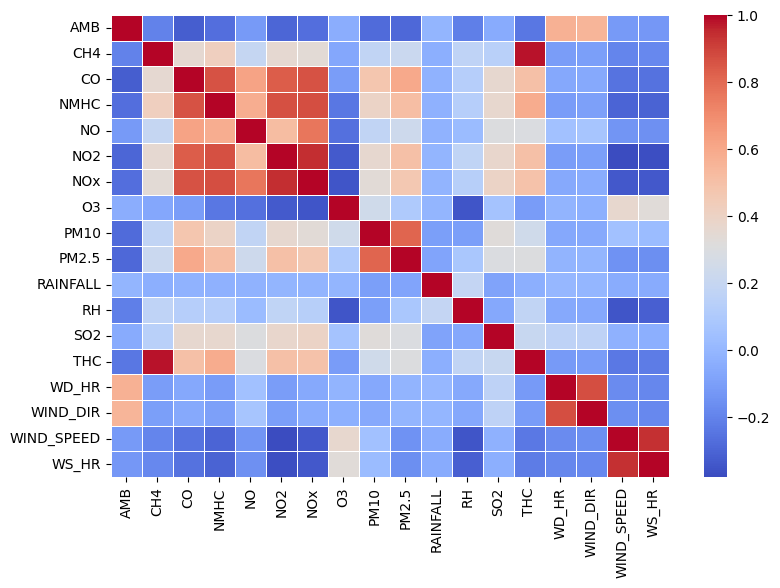 AMB
CH4
CO
NMHC
NO
NO2
NOx
O3
PM10
PM2.5
RAINFALL
RH
SO2
THC
WD_HR
WIND_DIR
WIND_SPEED
WS_HR
AMB
CH4
CO
NMHC
NO
NO2
NOx
O3
PM10
PM2.5
RAINFALL
RH
SO2
THC
WD_HR
WIND_DIR
WIND_SPEED
WS_HR
1.0
0.8
0.6
0.4
0.2
0.0
−0.2